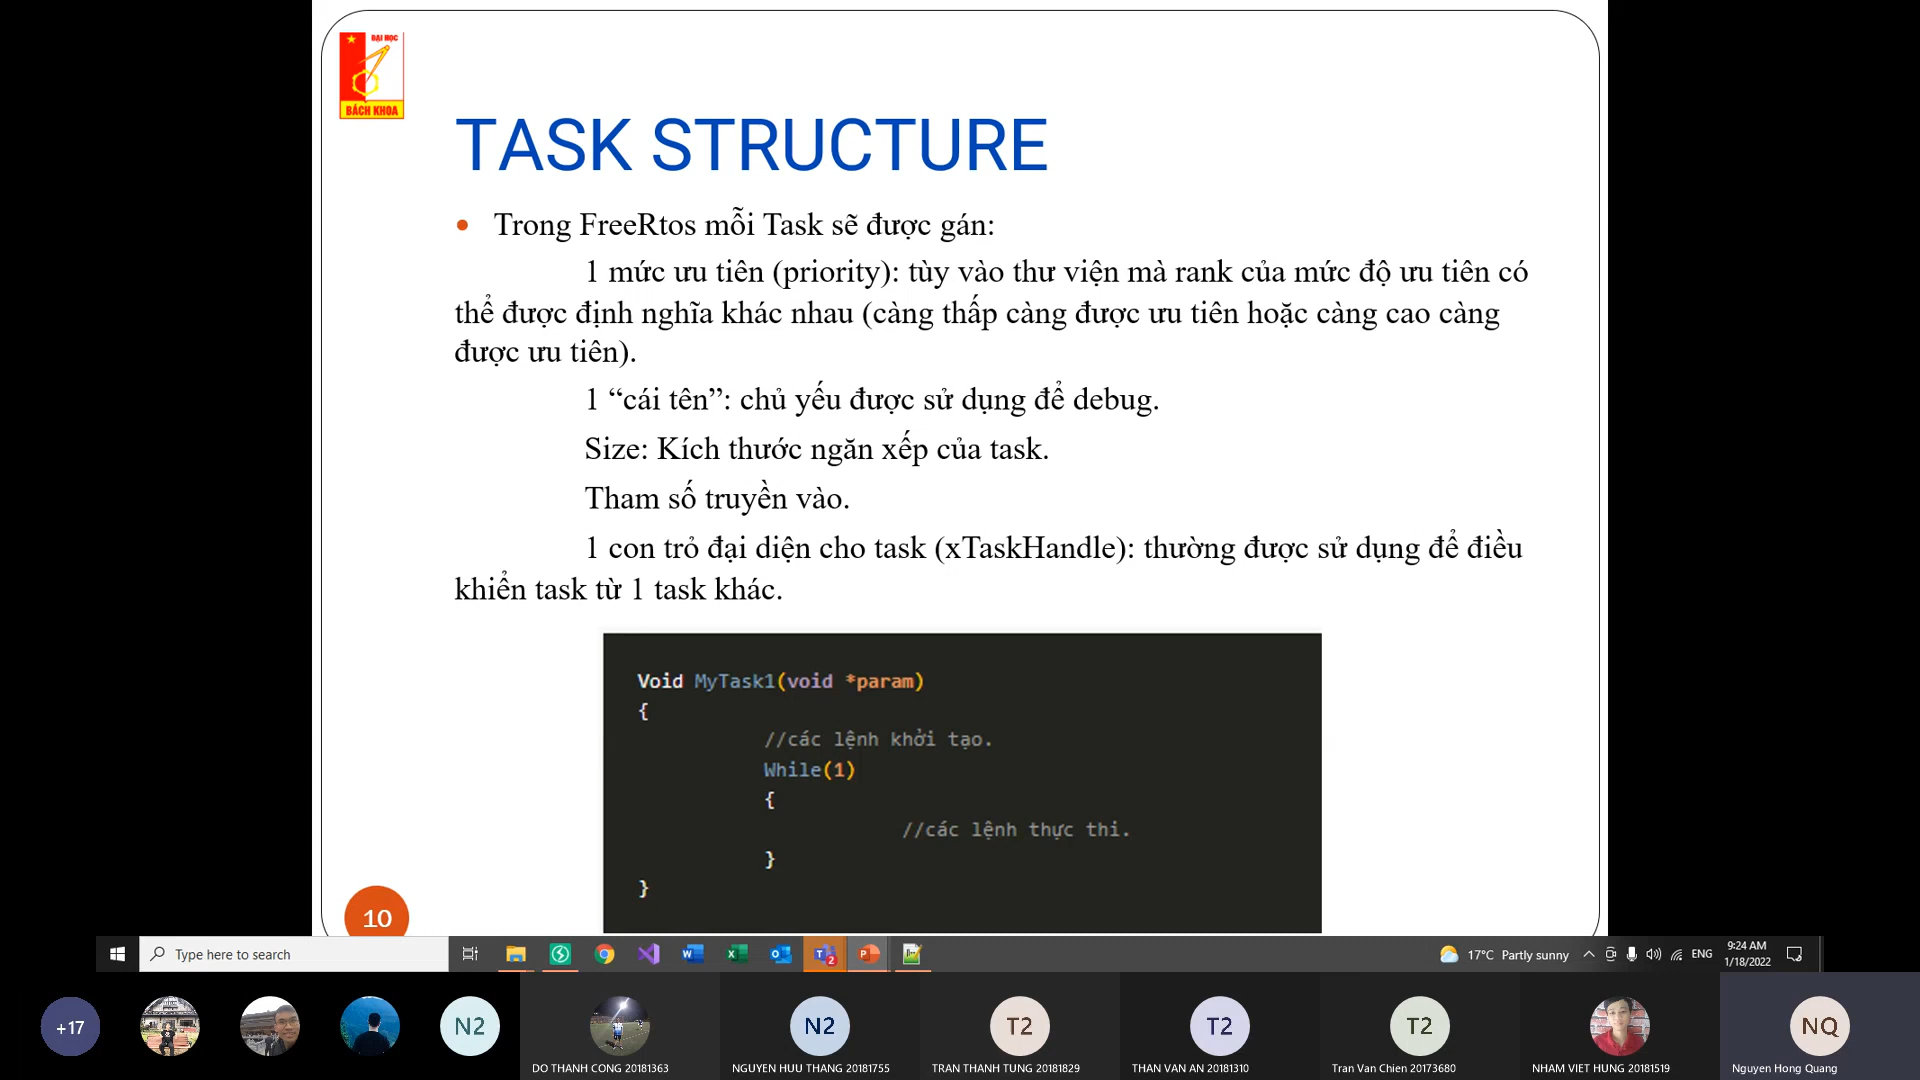 ĐẠI HỌC
BÁCH KHOA
TASK STRUCTURE
Trong FreeRtos mỗi Task sẽ được gán:
1 mức ưu tiên (priority): tùy vào thư viện mà rank của mức độ ưu tiên có
thể được định nghĩa khác nhau (càng thấp càng được ưu tiên hoặc càng cao càng
được ưu tiên).
1 “cái tên”: chủ yếu được sử dụng để debug.
Size: Kích thước ngăn xếp của task.
Tham số truyền vào.
1 con trỏ đại diện cho task (xTaskHandle): thường được sử dụng để điều
khiển task từ 1 task khác.
Void MyTask1(void *param)
{
//các lệnh khởi tạo.
While(1)
{
//các lệnh thực thi.
}
}
10
Type here to search
2
17°C Partly sunny
ENG
9:24 AM
1/18/2022
+17
N2
N2
T2
T2
T2
NQ
DO THANH CONG 20181363
NGUYEN HUU THANG 20181755
TRAN THANH TUNG 20181829
THAN VAN AN 20181310
Tran Van Chien 20173680
NHAM VIET HUNG 20181519
Nguyen Hong Quang